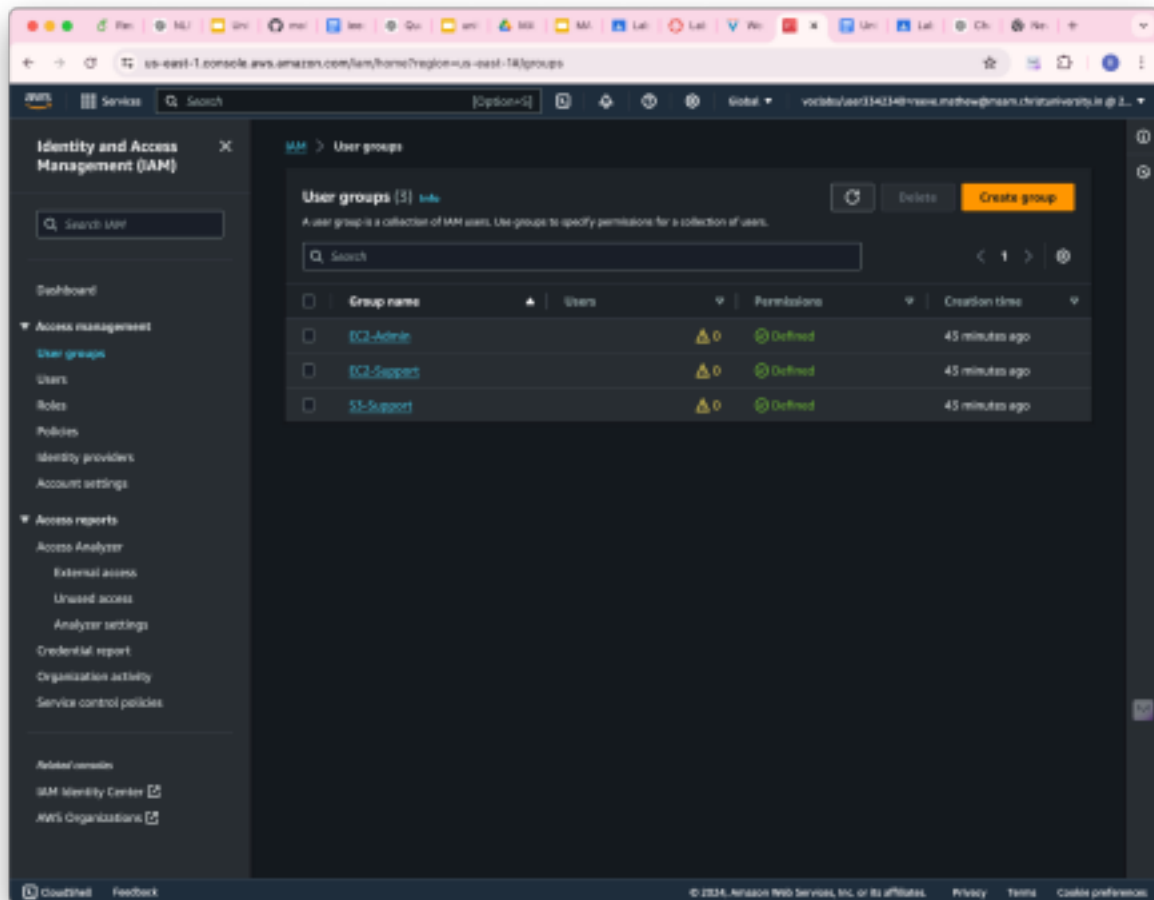 us-east-1.console.aws.amazon.com/iam/home?region=us-east-1#/groups
aws Services Search [Option+S] Global
Identity and Access Management (IAM)
Search IAM
Dashboard
Access management
User groups
Users
Roles
Policies
Identity providers
Account settings
Access reports
Access Analyzer
External access
Unused access
Analyzer settings
Credential report
Organization activity
Service control policies
Related consoles
IAM Identity Center
AWS Organizations
IAM > User groups
User groups (3) Info
Delete
Create group
A user group is a collection of IAM users. Use groups to specify permissions for a collection of users.
Search
1
Group name Users Permissions Creation time
EC2-Admin 0 Defined 43 minutes ago
EC2-Support 0 Defined 43 minutes ago
S3-Support 0 Defined 43 minutes ago
CloudShell Feedback © 2024, Amazon Web Services, Inc. or its affiliates. Privacy Terms Cookie preferences